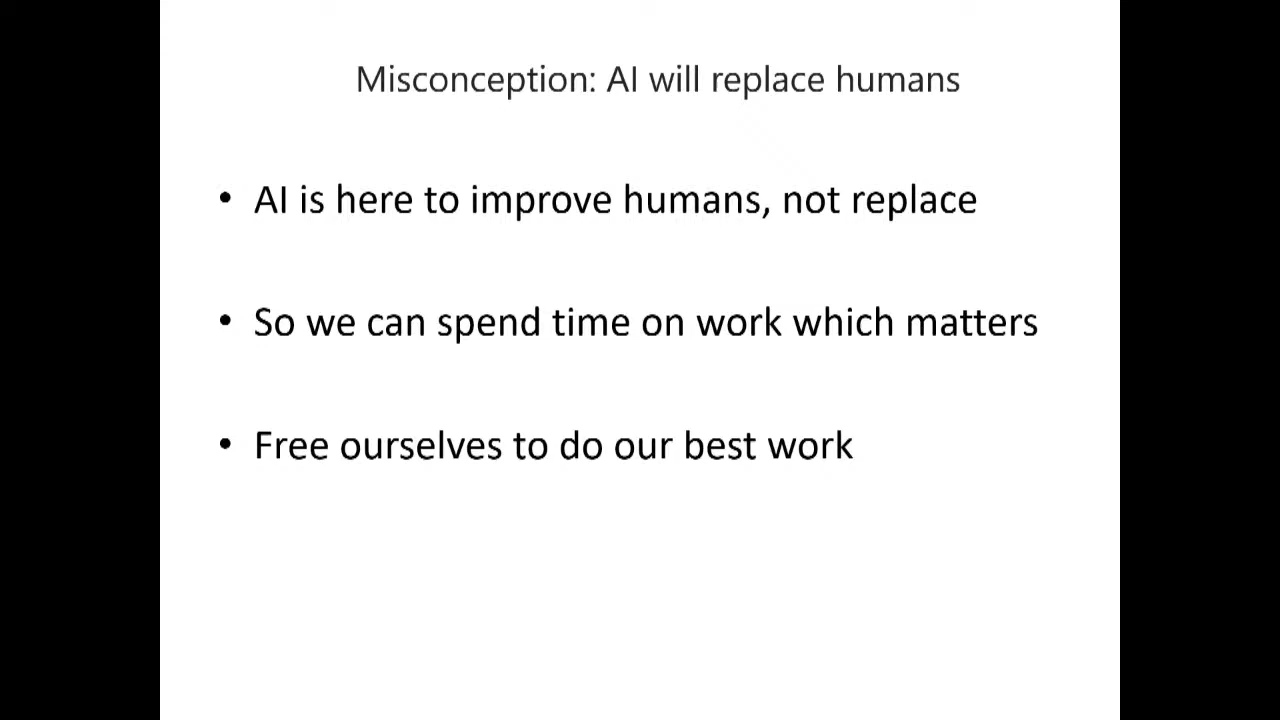 Misconception: AI will replace humans
• AI is here to improve humans, not replace
• So we can spend time on work which matters
• Free ourselves to do our best work